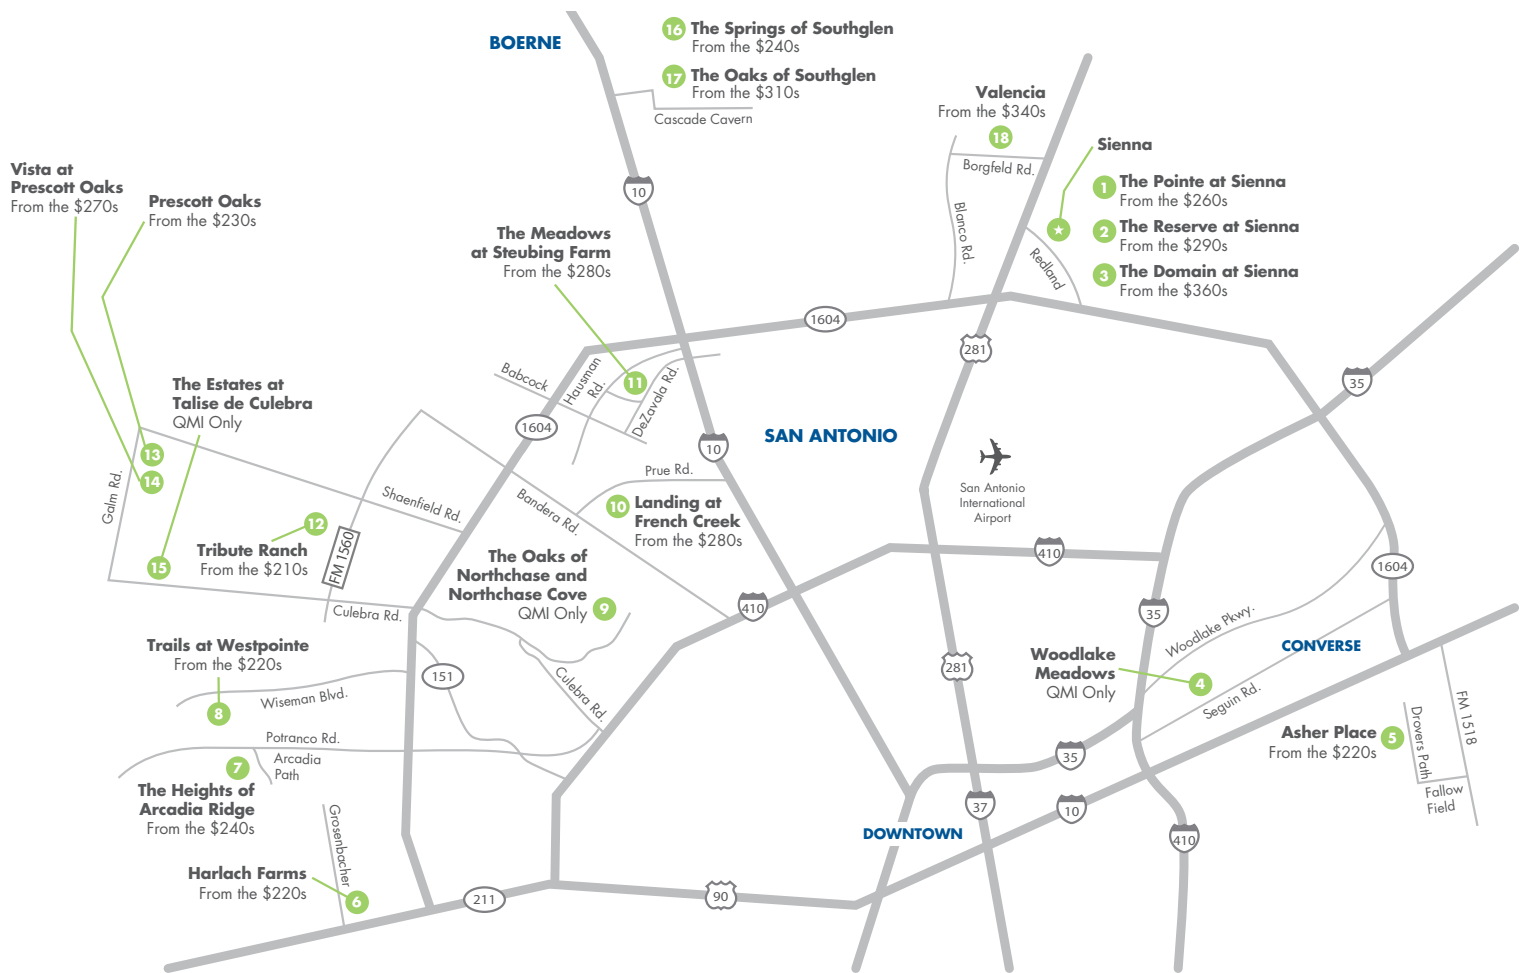 BOERNE
16 The Springs of Southglen
From the $240s
17 The Oaks of Southglen
From the $310s
Cascade Cavern
10
Valencia
From the $340s
18
Borgfeld Rd.
Blanco Rd.
Sienna
1 The Pointe at Sienna
From the $260s
2 The Reserve at Sienna
From the $290s
3 The Domain at Sienna
From the $360s
Redland
Vista at
Prescott Oaks
From the $270s
Prescott Oaks
From the $230s
The Meadows
at Steubing Farm
From the $280s
1604
281
35
The Estates at
Talise de Culebra
QMI Only
Babcock
Hausman
Rd.
11
DeZavala Rd.
1604
10
SAN ANTONIO
13
14
Galm Rd.
Shaenfield Rd.
Bandera Rd.
Prue Rd.
10 Landing at
French Creek
From the $280s
San Antonio
International
Airport
12
Tribute Ranch
From the $210s
FM 1560
15
The Oaks of
Northchase and
Northchase Cove
QMI Only
9
410
410
1604
35
Culebra Rd.
Trails at Westpointe
From the $220s
8
Wiseman Blvd.
151
Culebra Rd.
281
Woodlake Pkwy.
CONVERSE
Woodlake
Meadows
QMI Only
4
Seguin Rd.
FM 1518
Drovers Path
Asher Place
From the $220s
5
Fallow
Field
Potranco Rd.
Arcadia
Path
7
The Heights of
Arcadia Ridge
From the $240s
35
37
10
410
DOWNTOWN
Grosenbacher
Harlach Farms
From the $220s
6
211
90